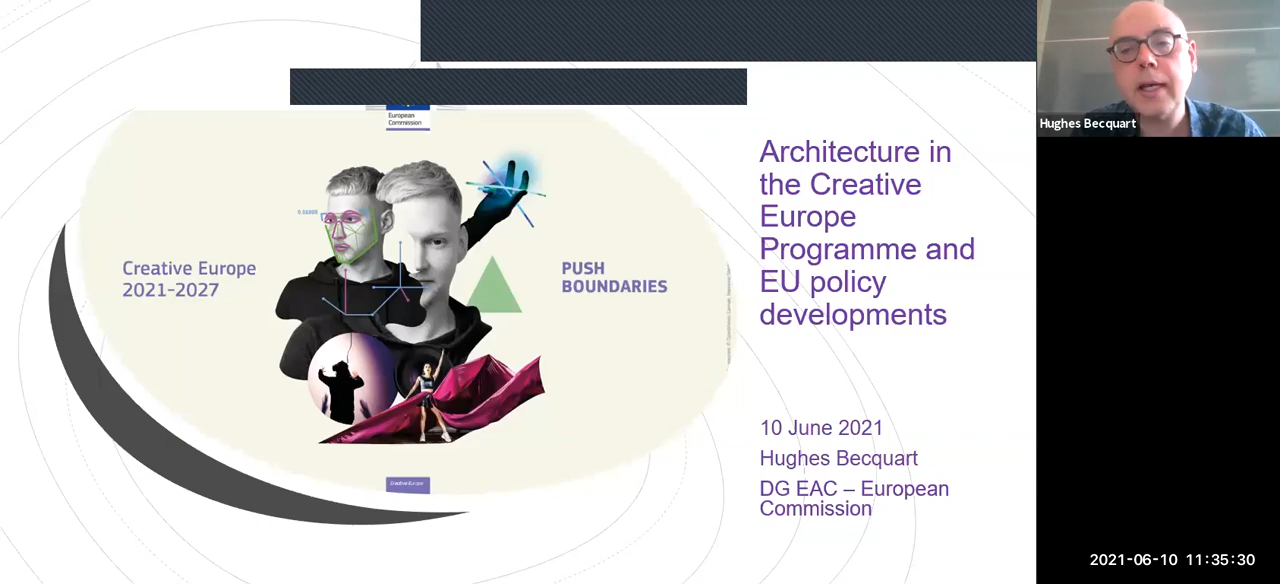 European
Commission
Creative Europe
2021-2027
PUSH
BOUNDARIES
Creative Europe
Architecture in
the Creative
Europe
Programme and
EU policy
developments
10 June 2021
Hughes Becquart
DG EAC – European
Commission
Hughes Becquart
2021-06-10 11:35:30